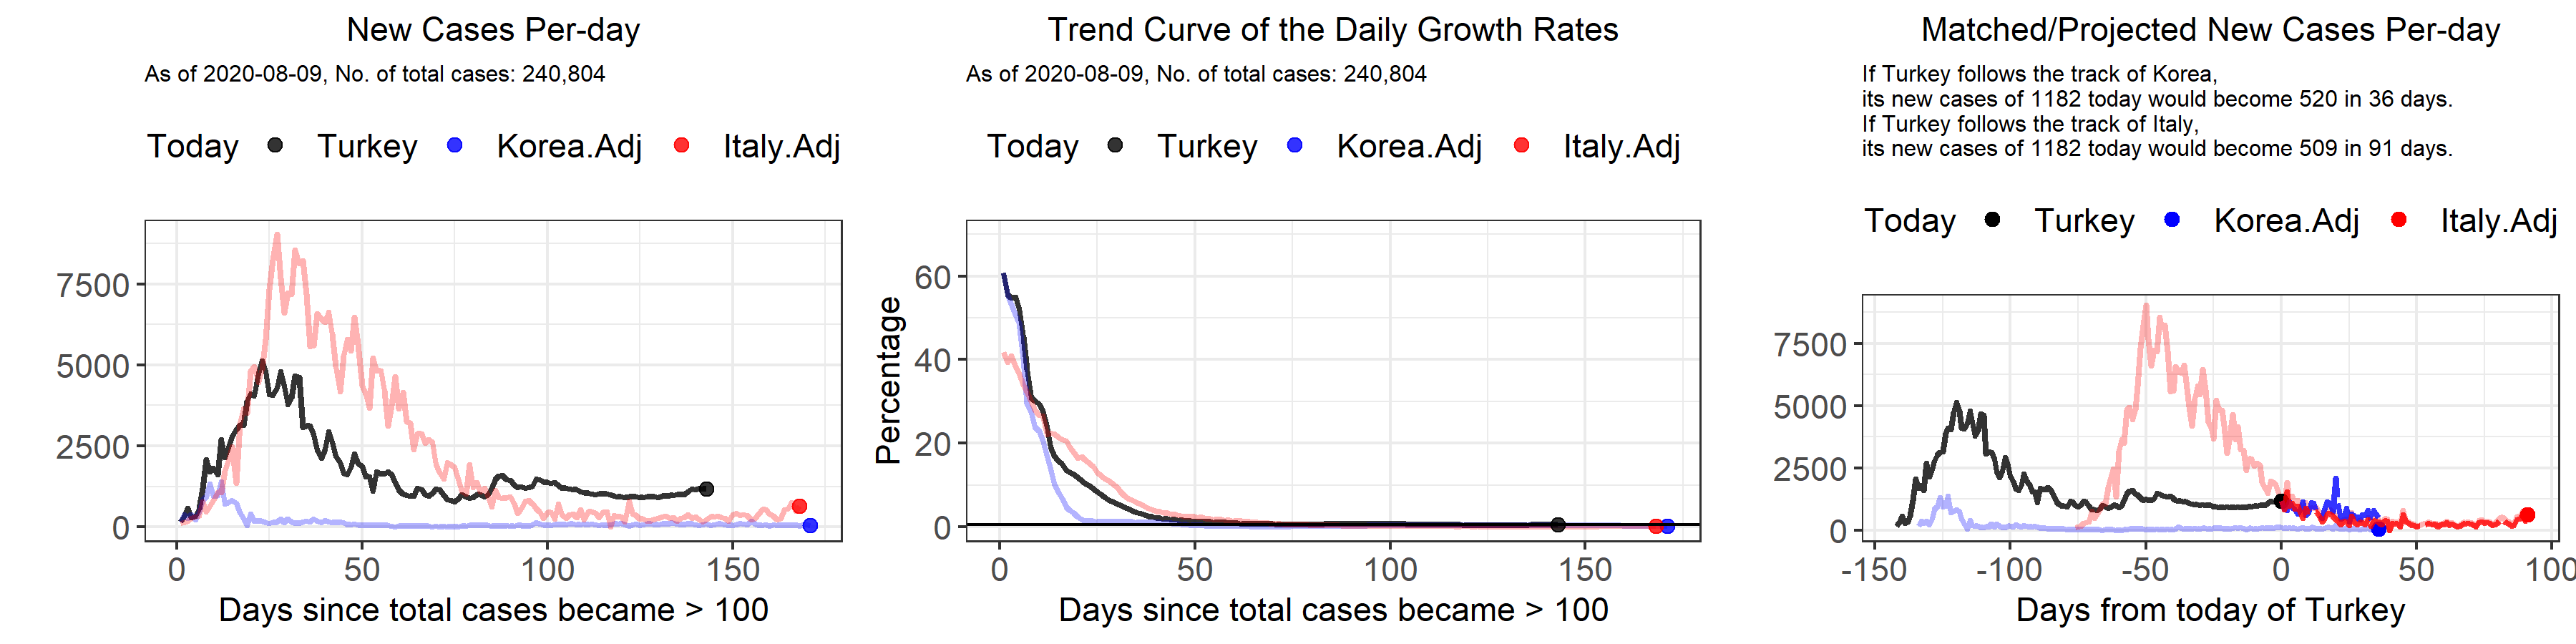 New Cases Per-day
As of 2020-08-09, No. of total cases: 240,804
Today Turkey Korea.Adj Italy.Adj
7500
5000
2500
0
0 50 100 150
Days since total cases became > 100
Trend Curve of the Daily Growth Rates
As of 2020-08-09, No. of total cases: 240,804
Today Turkey Korea.Adj Italy.Adj
Percentage
60
40
20
0
0 50 100 150
Days since total cases became > 100
Matched/Projected New Cases Per-day
If Turkey follows the track of Korea,
its new cases of 1182 today would become 520 in 36 days.
If Turkey follows the track of Italy,
its new cases of 1182 today would become 509 in 91 days.
Today Turkey Korea.Adj Italy.Adj
7500
5000
2500
0
-150 -100 -50 0 50 100
Days from today of Turkey